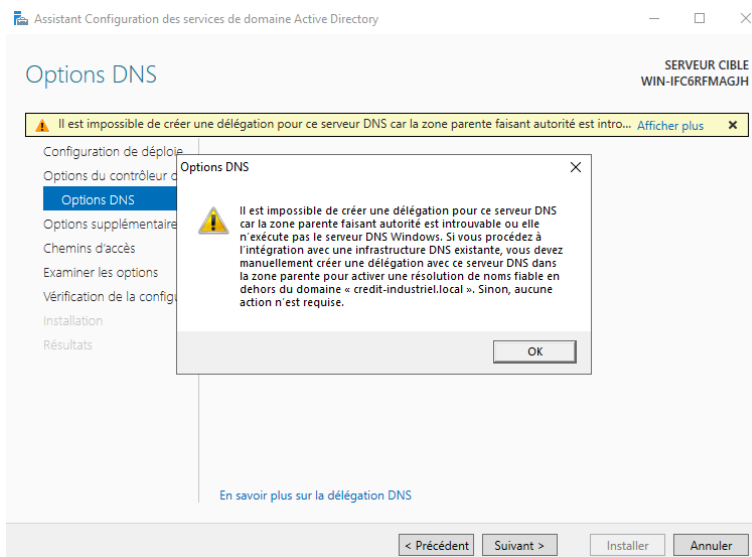 Assistant Configuration des services de domaine Active Directory
Options DNS
SERVEUR CIBLE
WIN-IFC6RFMAGJH
Il est impossible de créer une délégation pour ce serveur DNS car la zone parente faisant autorité est intro... Afficher plus
Configuration de déploie
Options du contrôleur d
Options DNS
Options supplémentaire
Chemins d'accès
Examiner les options
Vérification de la configu
Installation
Résultats
Options DNS
Il est impossible de créer une délégation pour ce serveur DNS
car la zone parente faisant autorité est introuvable ou elle
n'exécute pas le serveur DNS Windows. Si vous procédez à
l'intégration avec une infrastructure DNS existante, vous devez
manuellement créer une délégation avec ce serveur DNS dans
la zone parente pour activer une résolution de noms fiable en
dehors du domaine « credit-industriel.local ». Sinon, aucune
action n'est requise.
OK
En savoir plus sur la délégation DNS
< Précédent Suivant > Installer Annuler